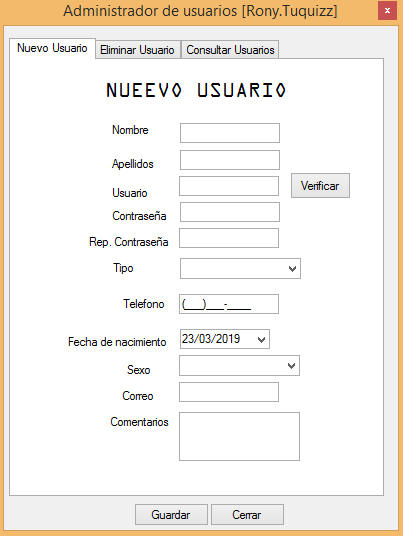 Administrador de usuarios [Rony.Tuquizz] x
Nuevo Usuario Eliminar Usuario Consultar Usuarios
NUEEVO USUARIO
Nombre
Apellidos
Usuario Verificar
Contraseña
Rep. Contraseña
Tipo
Telefono (___)___-____
Fecha de nacimiento 23/03/2019
Sexo
Correo
Comentarios
Guardar Cerrar